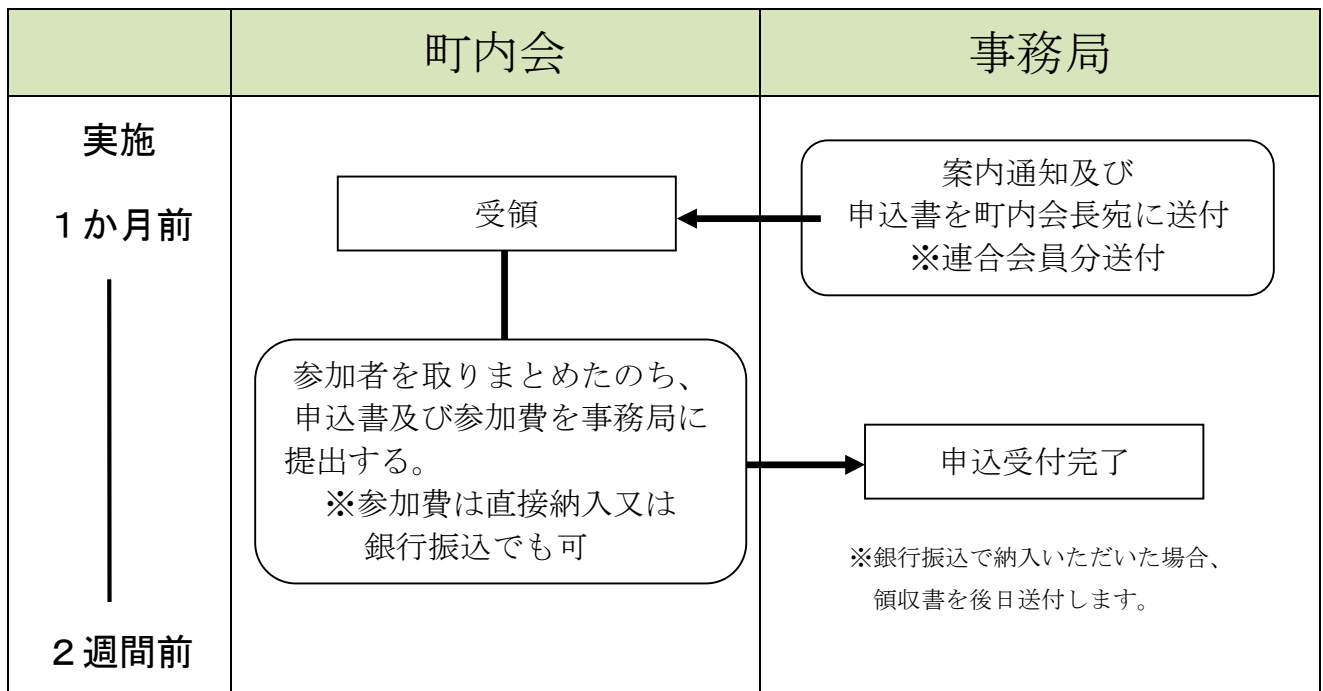 町内会
事務局
実施
１か月前
２週間前
案内通知及び
申込書を町内会長宛に送付
※連合会員分送付
受領
参加者を取りまとめたのち、
申込書及び参加費を事務局に
提出する。
※参加費は直接納入又は
銀行振込でも可
申込受付完了
※銀行振込で納入いただいた場合、
領収書を後日送付します。